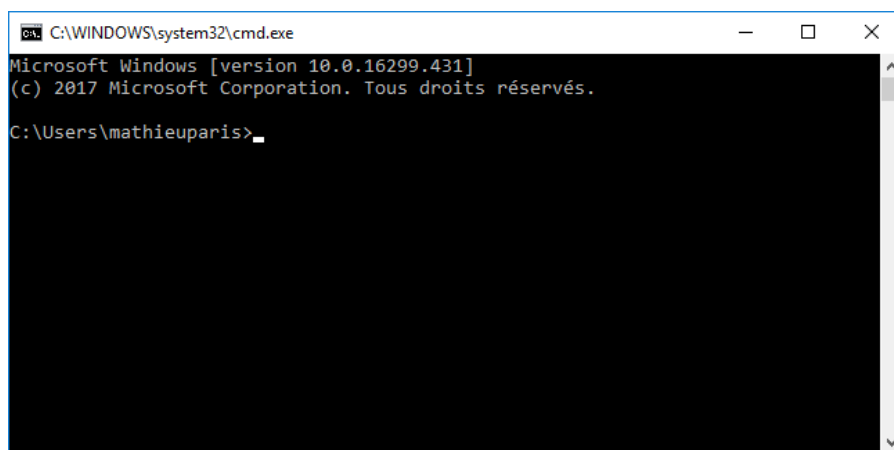 C:\WINDOWS\system32\cmd.exe
Microsoft Windows [version 10.0.16299.431]
(c) 2017 Microsoft Corporation. Tous droits réservés.
C:\Users\mathieuparis>